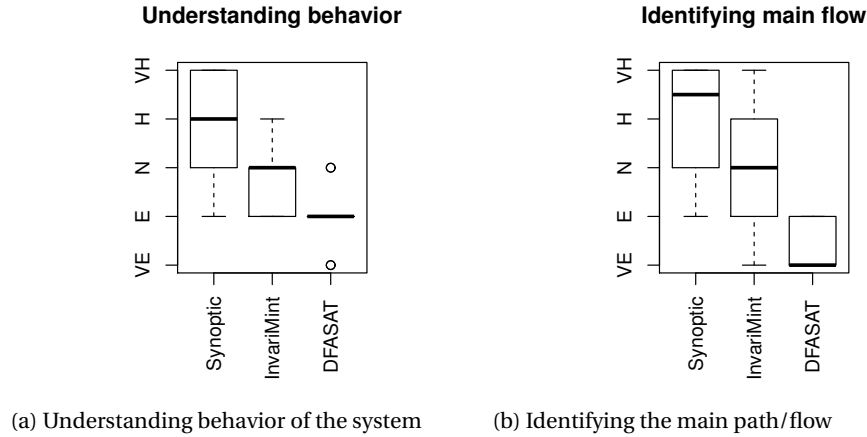 Understanding behavior
VH
H
N
E
VE
Synoptic
InvariMint
DFASAT
(a) Understanding behavior of the system
Identifying main flow
VH
H
N
E
VE
Synoptic
InvariMint
DFASAT
(b) Identifying the main path/flow